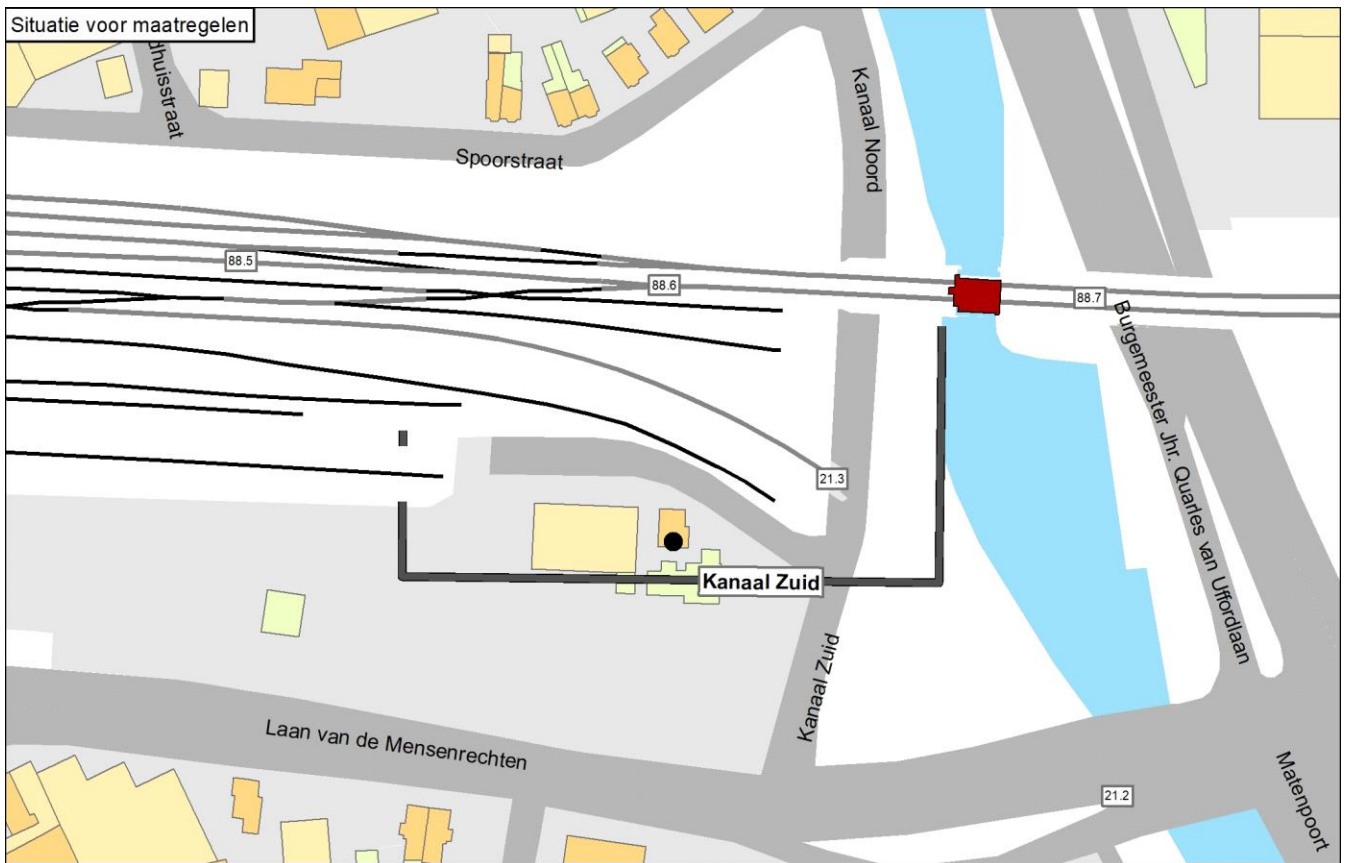 Situatie voor maatregelen
dhuisstraat
Spoorstraat
Kanaal Noord
88.5
88.6
88.7
Burgemeester Jhr. Quarles van Uffordlaan
21.3
Kanaal Zuid
Kanaal Zuid
Laan van de Mensenrechten
21.2
Matenpoort